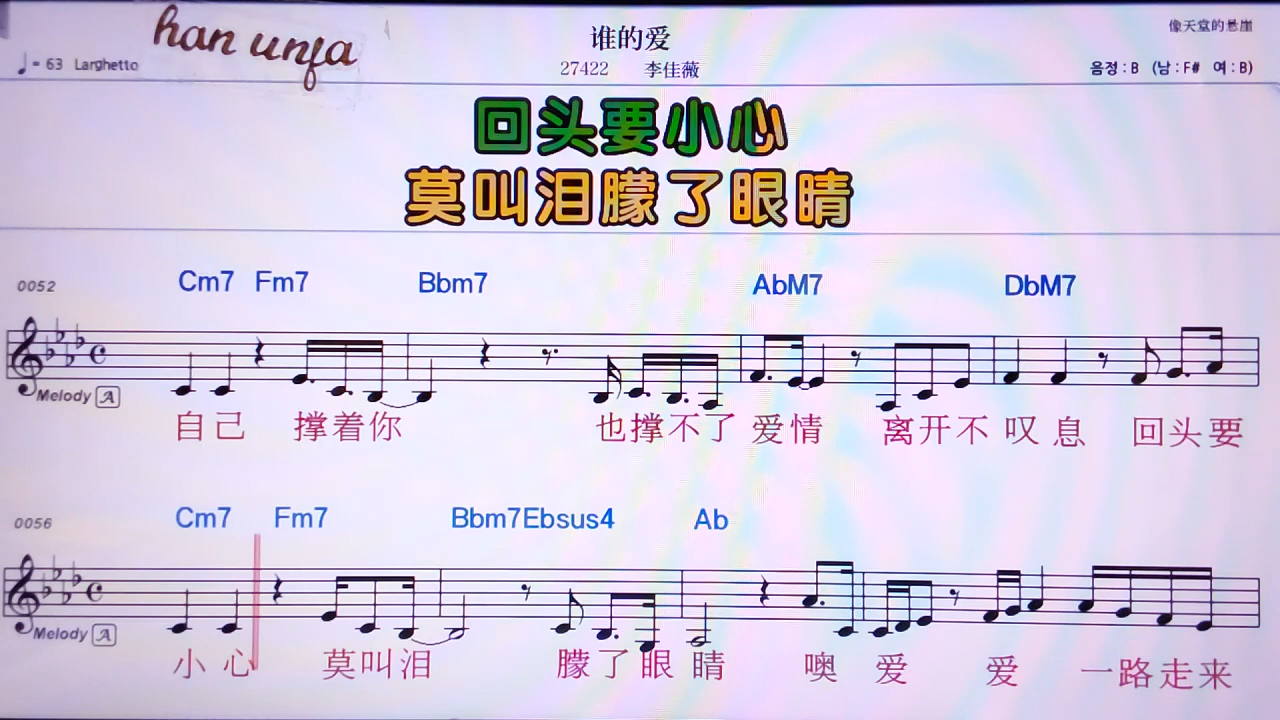 han unfa
谁的爱
像天堂的悬崖
♩= 63 Larghetto
27422 李佳薇
음정 : B (남 : F# 여 : B)
回头要小心
莫叫泪朦了眼睛
0052 Cm7 Fm7 Bbm7 AbM7 DbM7
Melody A
自己 撑着你 也撑不了 爱情 离开不 叹息 回头要
0056 Cm7 Fm7 Bbm7Ebsus4 Ab
Melody A
小心 莫叫泪 朦了眼 睛 噢 爱 爱 一路走来